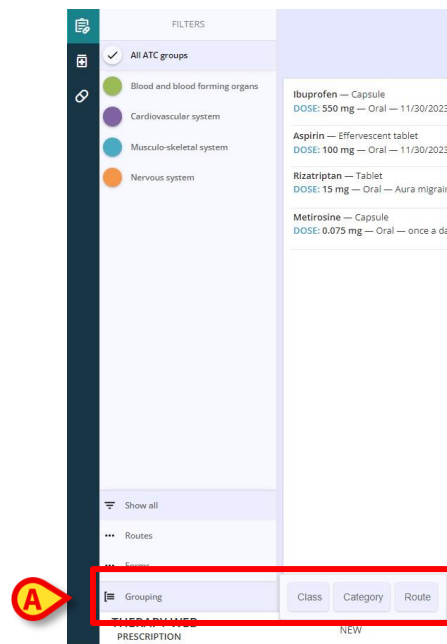 FILTERS
All ATC groups
Blood and blood forming organs
Cardiovascular system
Musculo-skeletal system
Nervous system
Ibuprofen — Capsule
DOSE: 550 mg — Oral — 11/30/2023
Aspirin — Effervescent tablet
DOSE: 100 mg — Oral — 11/30/2023
Rizatriptan — Tablet
DOSE: 15 mg — Oral — Aura migrain
Metirosine — Capsule
DOSE: 0.075 mg — Oral — once a da
Show all
Routes
Forms
A
Grouping
Class Category Route
THERAPY WEB
PRESCRIPTION
NEW